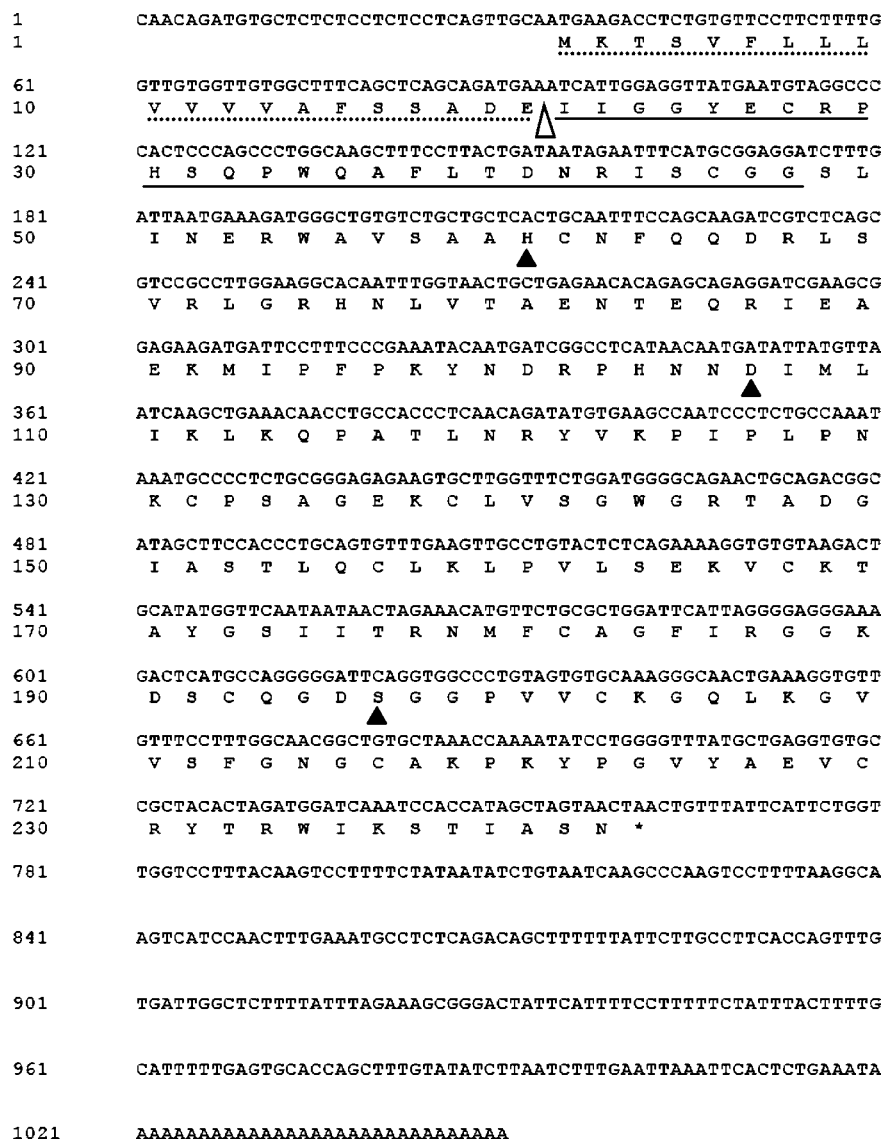 1 CAACAGATGTGCTCTCTCCTCTCCTCAGTTGCAATGAAGACCTCTGTGTTCCTTCTTTTG
1 M K T S V F L L L
61 GTTGTGGTTGTGGCTTTCAGCTCAGCAGATGAAATCATTGGAGGTTATGAATGTAGGCCC
10 V V V V A F S S A D E I I G G Y E C R P
121 CACTCCCAGCCCTGGCAAGCTTTCCTTACTGATAATAGAATTTCATGCGGAGGATCTTTG
30 H S Q P W Q A F L T D N R I S C G G S L
181 ATTAATGAAAGATGGGCTGTGTCTGCTGCTCACTGCAATTTCCAGCAAGATCGTCTCAGC
50 I N E R W A V S A A H C N F Q Q D R L S
241 GTCCGCCTTGGAAGGCACAATTTGGTAACTGCTGAGAACACAGAGCAGAGGATCGAAGCG
70 V R L G R H N L V T A E N T E Q R I E A
301 GAGAAGATGATTCCTTTCCCGAAATACAATGATCGGCCTCATAACAATGATATTATGTTA
90 E K M I P F P K Y N D R P H N N D I M L
361 ATCAAGCTGAAACAACCTGCCACCCTCAACAGATATGTGAAGCCAATCCCTCTGCCAAAT
110 I K L K Q P A T L N R Y V K P I P L P N
421 AAATGCCCCTCTGCGGGAGAGAAGTGCTTGGTTTCTGGATGGGGCAGAACTGCAGACGGC
130 K C P S A G E K C L V S G W G R T A D G
481 ATAGCTTCCACCCTGCAGTGTTTGAAGTTGCCTGTACTCTCAGAAAAGGTGTGTAAGACT
150 I A S T L Q C L K L P V L S E K V C K T
541 GCATATGGTTCAATAATAACTAGAAACATGTTCTGCGCTGGATTCATTAGGGGAGGGAAA
170 A Y G S I I T R N M F C A G F I R G G K
601 GACTCATGCCAGGGGGATTCAGGTGGCCCTGTAGTGTGCAAAGGGCAACTGAAAGGTGTT
190 D S C Q G D S G G P V V C K G Q L K G V
661 GTTTCCTTTGGCAACGGCTGTGCTAAACCAAAATATCCTGGGGTTTATGCTGAGGTGTGC
210 V S F G N G C A K P K Y P G V Y A E V C
721 CGCTACACTAGATGGATCAAATCCACCATAGCTAGTAACTAACTGTTTATTCATTCTGGT
230 R Y T R W I K S T I A S N *
781 TGGTCCTTTACAAGTCCTTTTCTATAATATCTGTAATCAAGCCCAAGTCCTTTTAAGGCA
841 AGTCATCCAACTTTGAAATGCCTCTCAGACAGCTTTTTTATTCTTGCCTTCACCAGTTTG
901 TGATTGGCTCTTTTATTTAGAAAGCGGGACTATTCATTTTCCTTTTTCTATTTACTTTTG
961 CATTTTTGAGTGCACCAGCTTTGTATATCTTAATCTTTGAATTAAATTCACTCTGAAATA
1021 AAAAAAAAAAAAAAAAAAAAAAAAAAAAAA